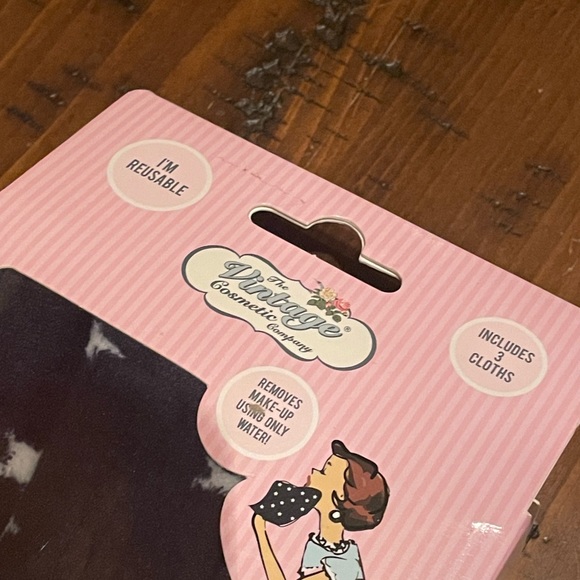 I'M
REUSABLE
The
Vintage®
Cosmetic
Company
INCLUDES
3
CLOTHS
REMOVES
MAKE-UP
USING ONLY
WATER!